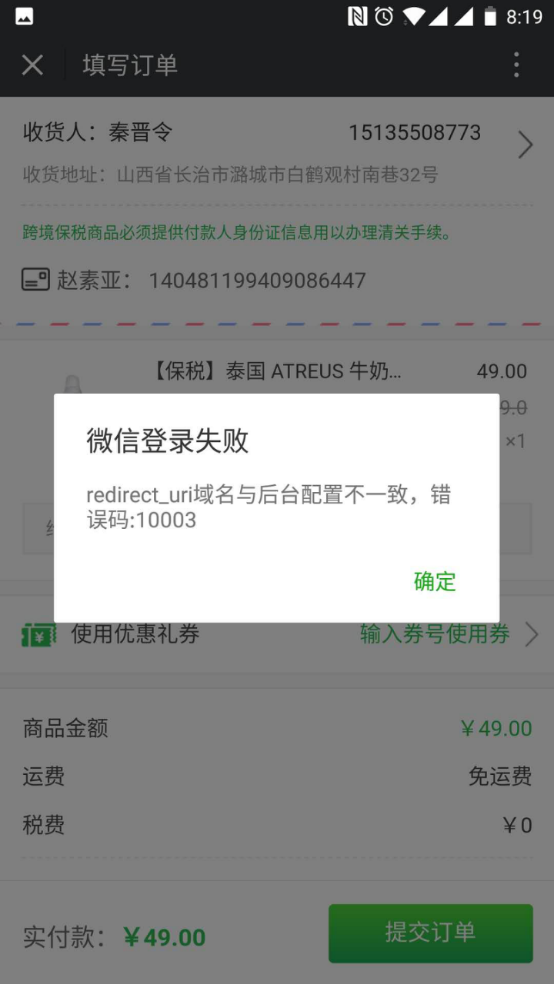 8:19
填写订单
收货人：秦晋令 15135508773
收货地址：山西省长治市潞城市白鹤观村南巷32号
跨境保税商品必须提供付款人身份证信息用以办理清关手续。
赵素亚： 140481199409086447
【保税】泰国 ATREUS 牛奶... 49.00
9.0
×1
微信登录失败
redirect_uri域名与后台配置不一致，错
误码:10003
确定
使用优惠礼券 输入券号使用券
商品金额 ￥49.00
运费 免运费
税费 ￥0
实付款：￥49.00 提交订单